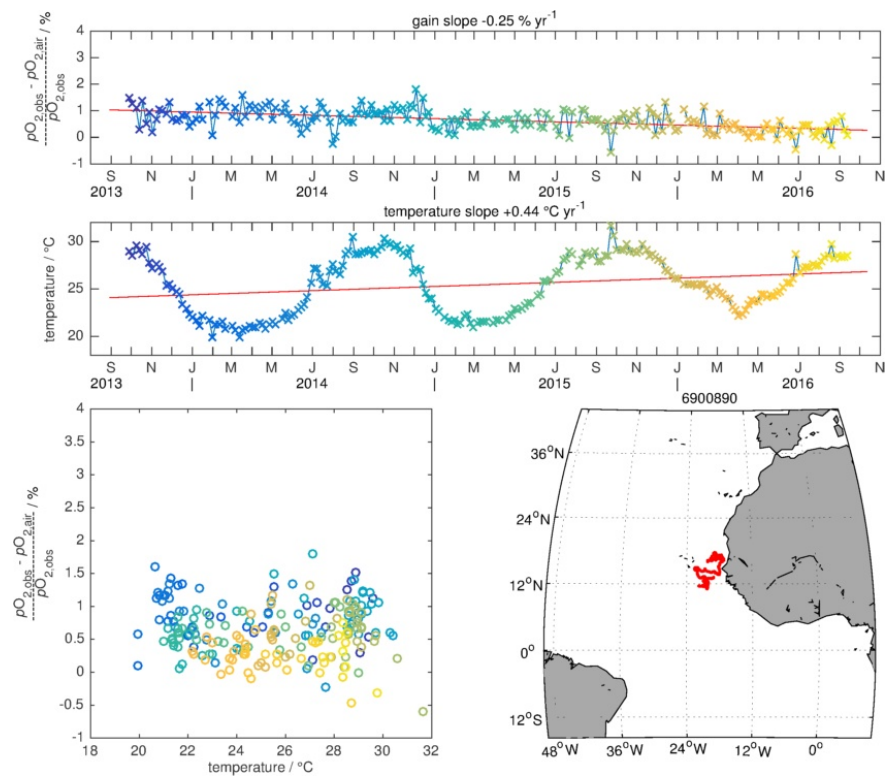 gain slope -0.25 % yr-1
pO2,obs - pO2,air / %
pO2,obs
4
3
2
1
0
-1
S N J M M J S N J M M J S N J M M J S N
2013 | 2014 | 2015 | 2016
temperature slope +0.44 °C yr-1
temperature / °C
30
25
20
S N J M M J S N J M M J S N J M M J S N
2013 | 2014 | 2015 | 2016
pO2,obs - pO2,air / %
pO2,obs
4
3.5
3
2.5
2
1.5
1
0.5
0
-0.5
-1
18 20 22 24 26 28 30 32
temperature / °C
6900890
36°N
24°N
12°N
0°
12°S
48°W 36°W 24°W 12°W 0°